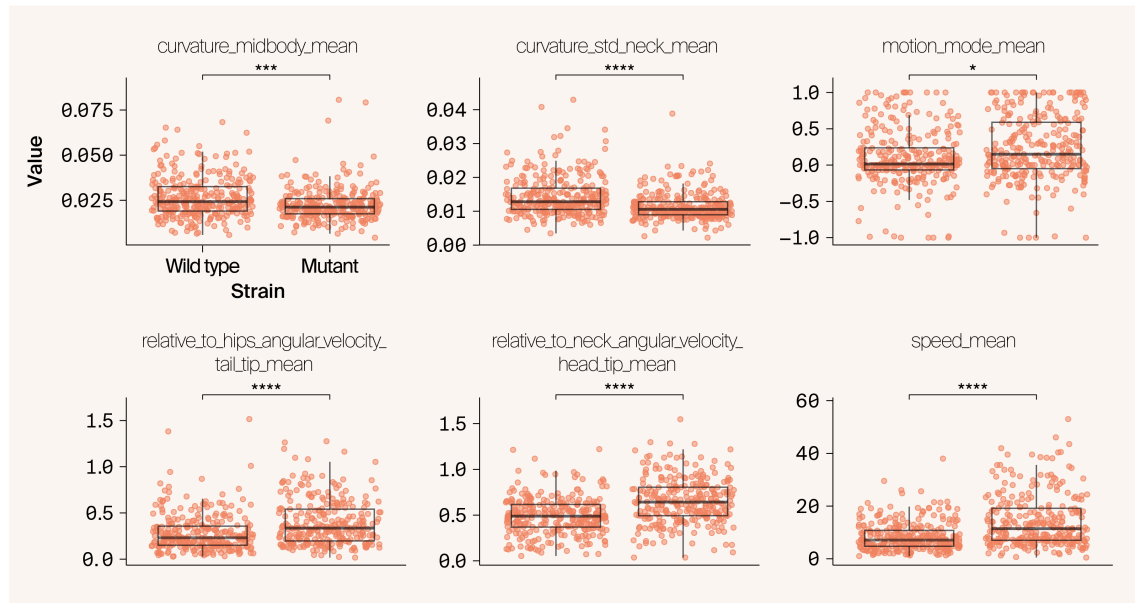 curvature_midbody_mean
***
Value
0.075
0.050
0.025
Wild type
Mutant
Strain
curvature_std_neck_mean
****
0.04
0.03
0.02
0.01
0.00
motion_mode_mean
*
1.0
0.5
0.0
−0.5
−1.0
relative_to_hips_angular_velocity_
tail_tip_mean
****
1.5
1.0
0.5
0.0
relative_to_neck_angular_velocity_
head_tip_mean
****
1.5
1.0
0.5
0.0
speed_mean
****
60
40
20
0